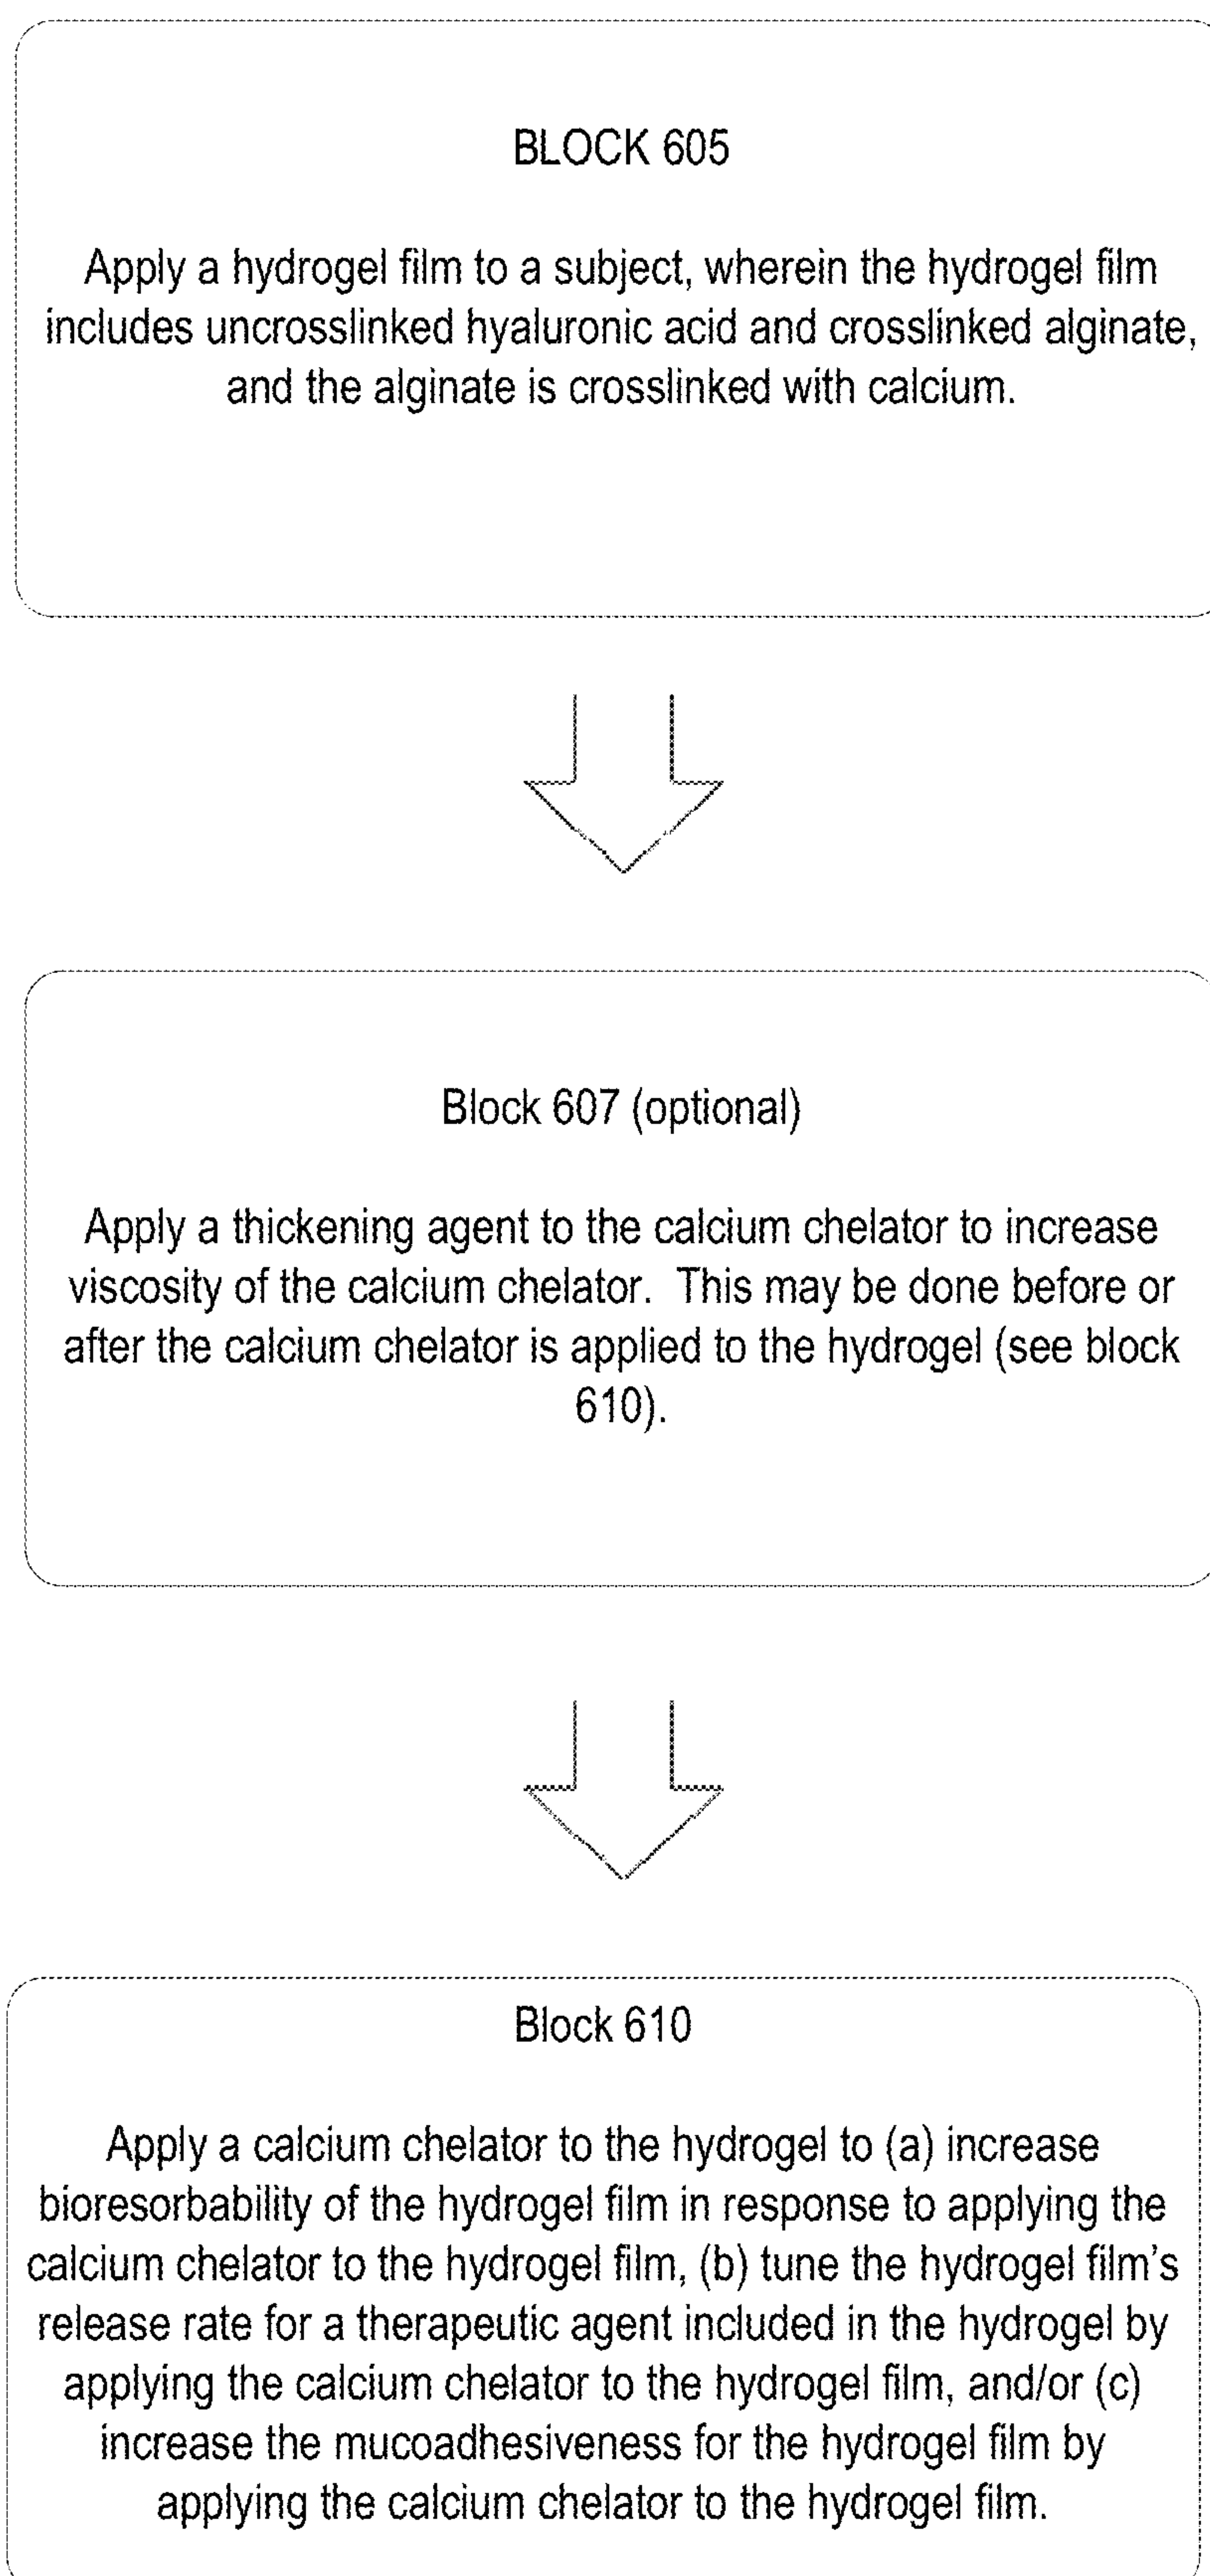 BLOCK 605
Apply a hydrogel film to a subject, wherein the hydrogel film
includes uncrosslinked hyaluronic acid and crosslinked alginate,
and the alginate is crosslinked with calcium.
Block 607 (optional)
Apply a thickening agent to the calcium chelator to increase
viscosity of the calcium chelator.  This may be done before or
after the calcium chelator is applied to the hydrogel (see block
610).
Block 610
Apply a calcium chelator to the hydrogel to (a) increase
bioresorbability of the hydrogel film in response to applying the
calcium chelator to the hydrogel film, (b) tune the hydrogel film's
release rate for a therapeutic agent included in the hydrogel by
applying the calcium chelator to the hydrogel film, and/or (c)
increase the mucoadhesiveness for the hydrogel film by
applying the calcium chelator to the hydrogel film.